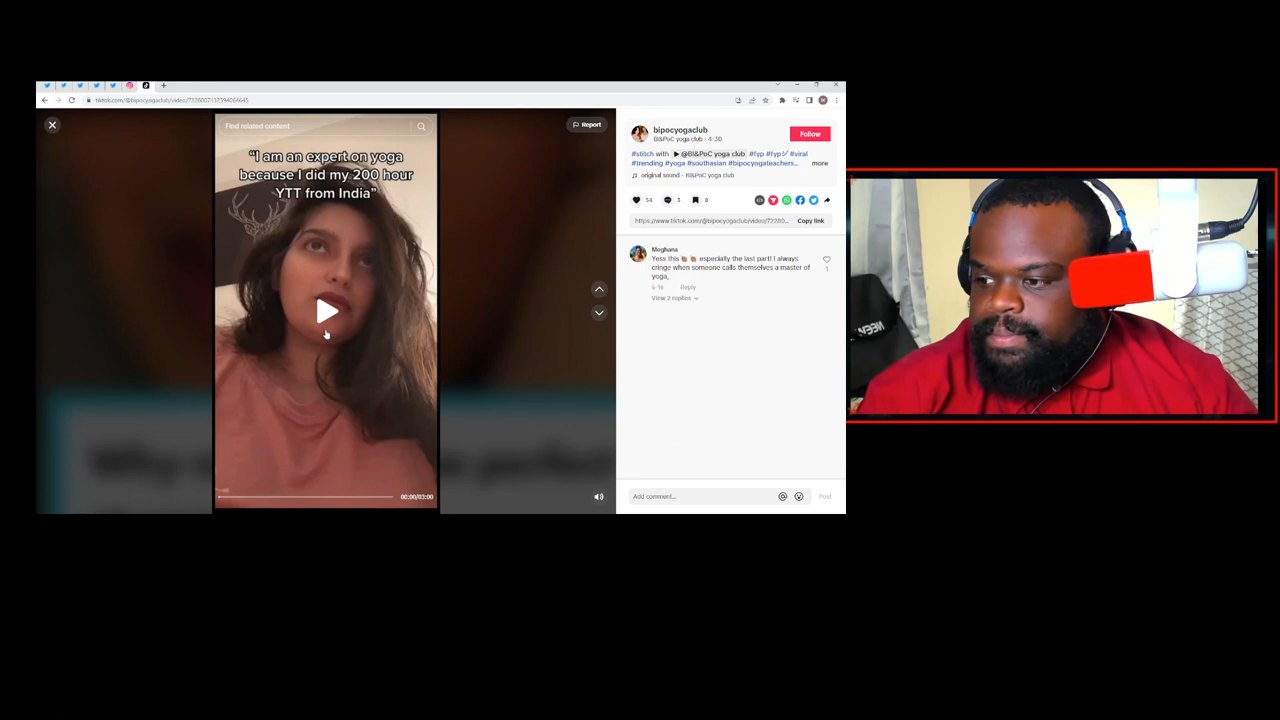 tiktok.com/@bipocyogaclub/video/7228007132594064645
Find related content
Report
"I am an expert on yoga
because I did my 200 hour
YTT from India"
00:00/03:00
bipocyogaclub
BI&PoC yoga club · 4-30
Follow
#stitch with ▶ @BI&PoC yoga club #fyp #fypシ #viral
#trending #yoga #southasian #bipocyogateachers... more
original sound - BI&PoC yoga club
54 3 8
https://www.tiktok.com/@bipocyogaclub/video/72280... Copy link
Meghana
Yess this👏🏽👏🏽 especially the last part! I always
cringe when someone calls themselves a master of
yoga,
1
5-16 Reply
View 2 replies
Add comment... Post